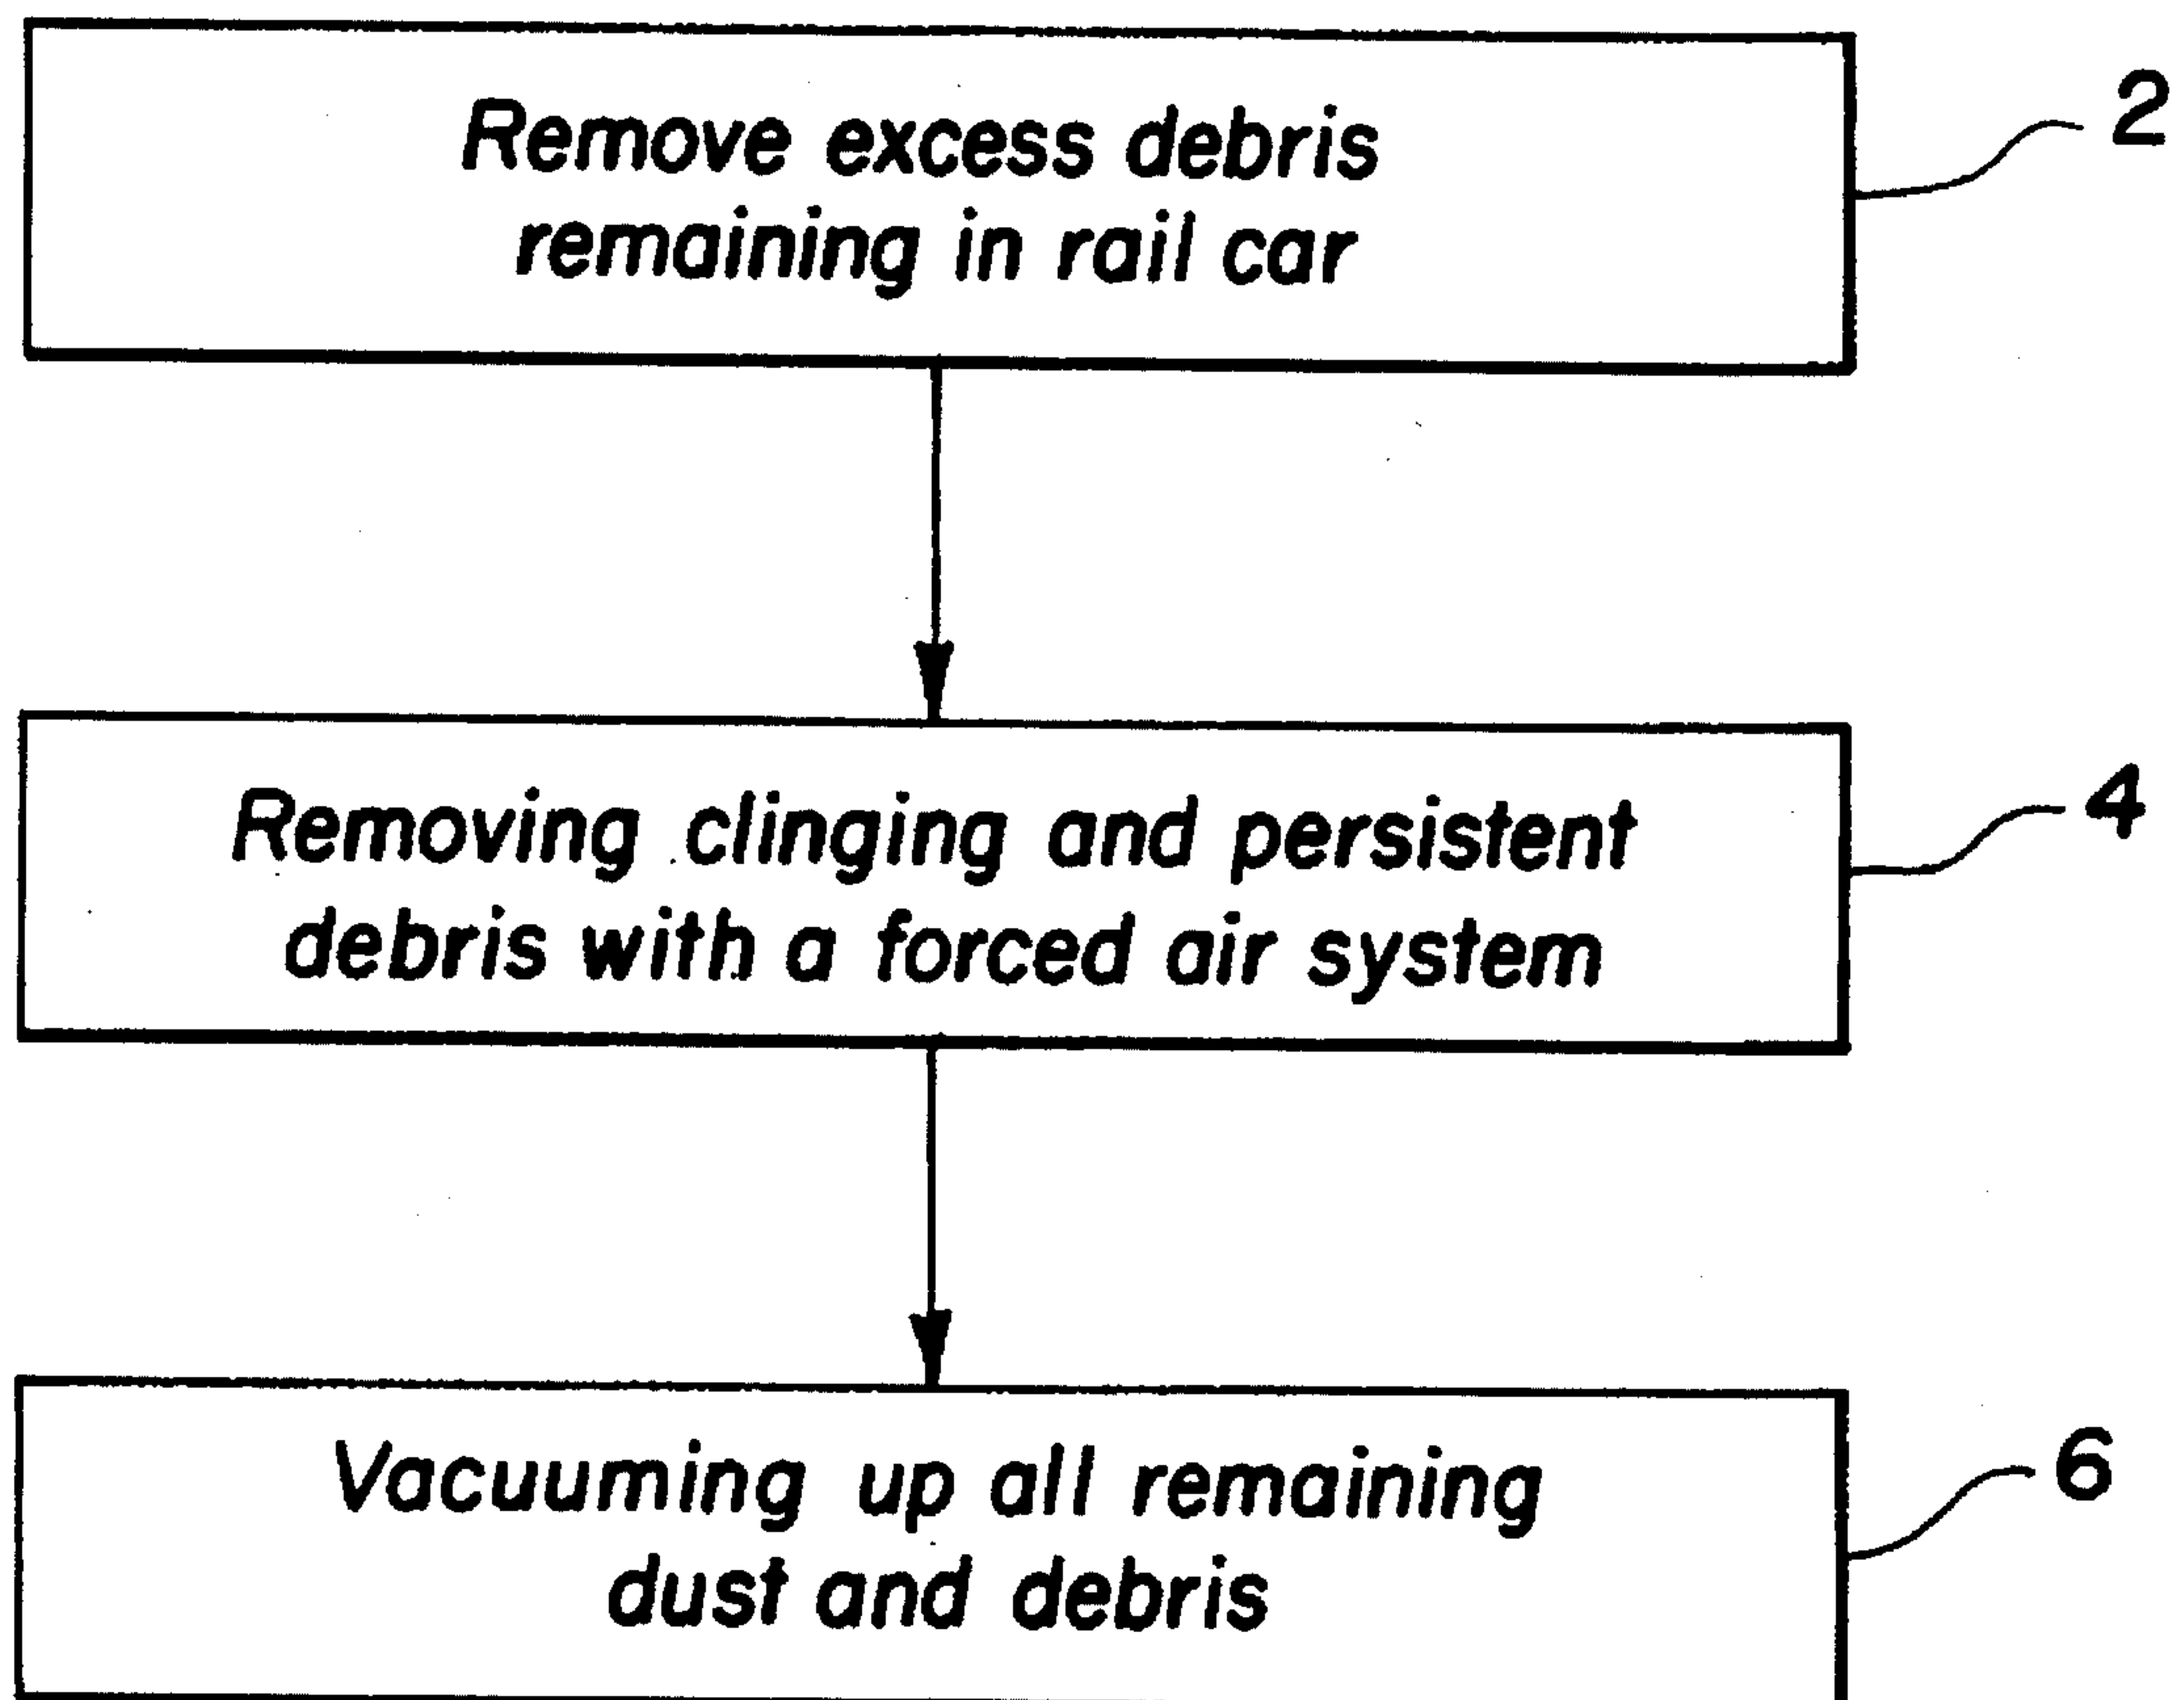 Remove excess debris
remaining in rail car
2
Removing clinging and persistent
debris with a forced air system
4
Vacuuming up all remaining
dust and debris
6